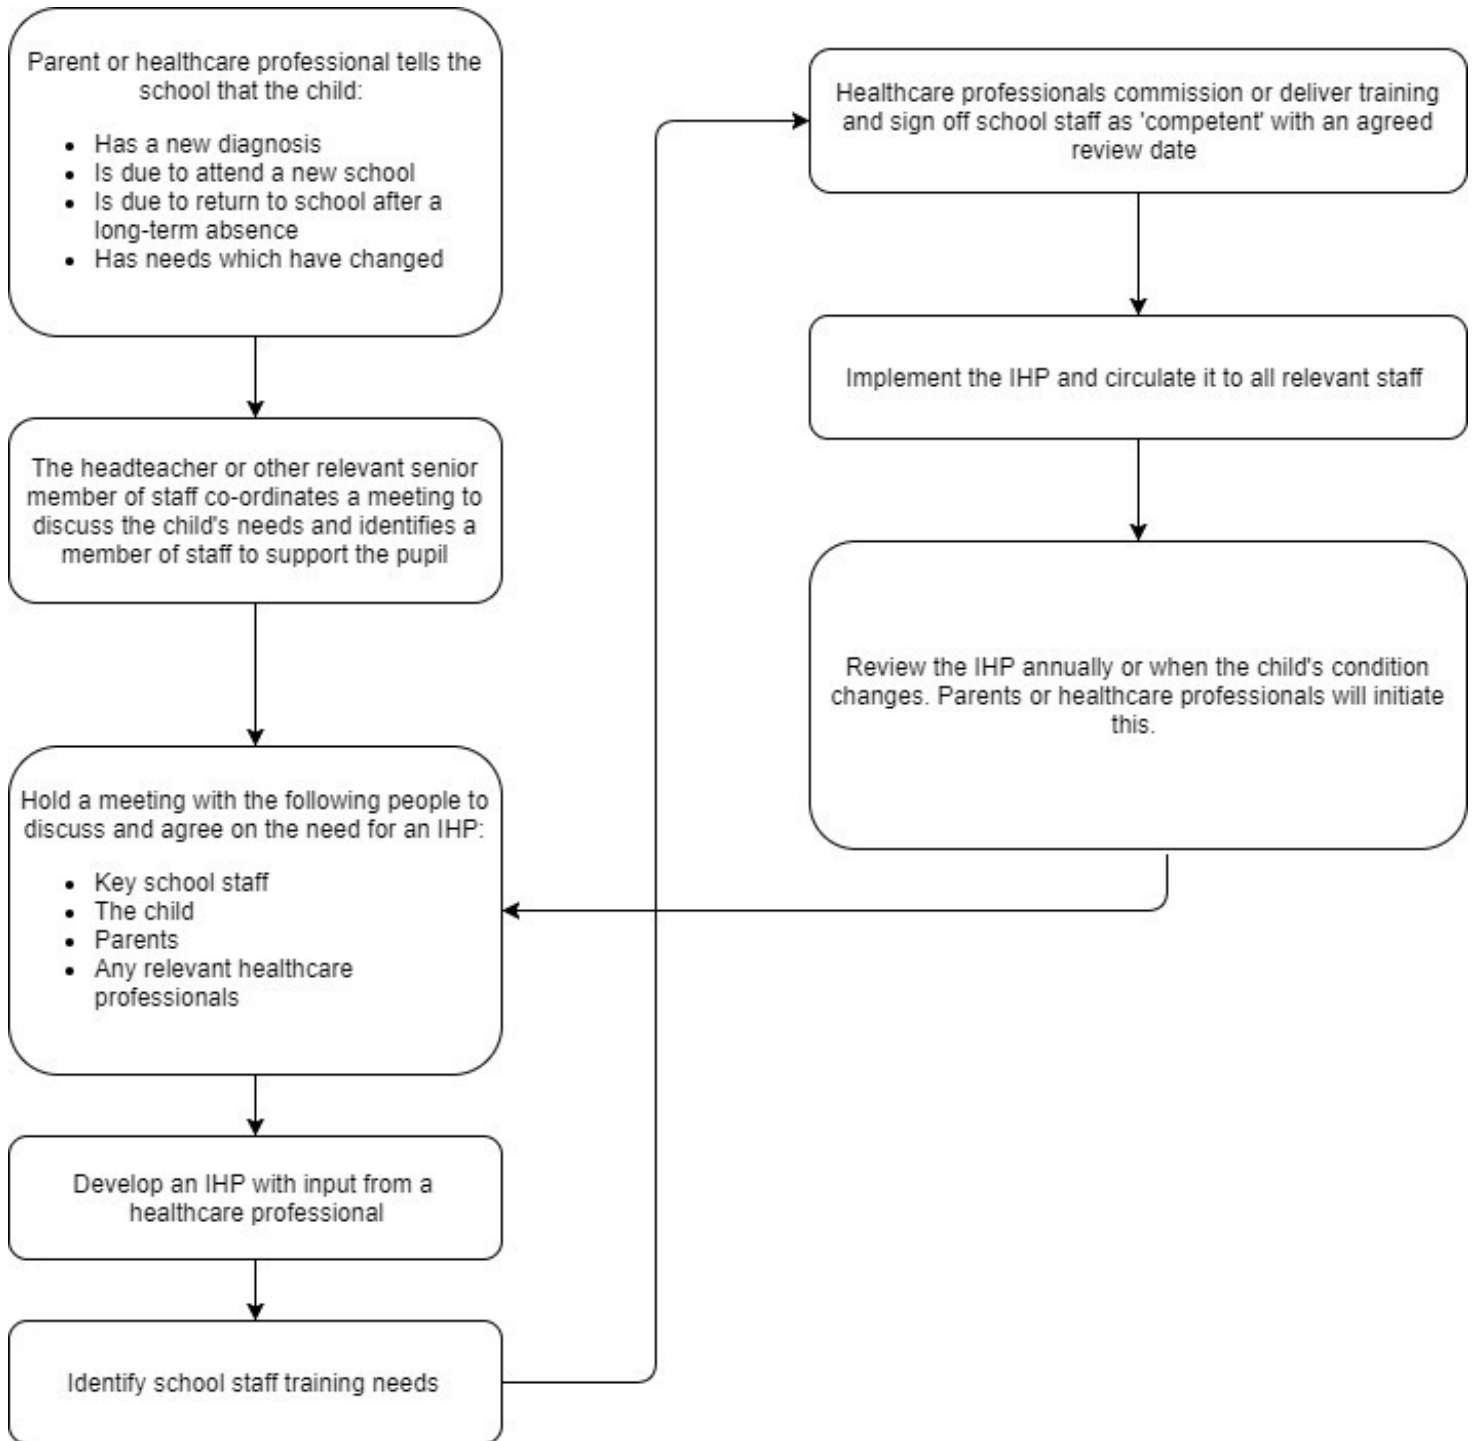 Parent or healthcare professional tells the
school that the child:
• Has a new diagnosis
• Is due to attend a new school
• Is due to return to school after a
long-term absence
• Has needs which have changed
The headteacher or other relevant senior
member of staff co-ordinates a meeting to
discuss the child's needs and identifies a
member of staff to support the pupil
Hold a meeting with the following people to
discuss and agree on the need for an IHP:
• Key school staff
• The child
• Parents
• Any relevant healthcare
professionals
Develop an IHP with input from a
healthcare professional
Identify school staff training needs
Healthcare professionals commission or deliver training
and sign off school staff as 'competent' with an agreed
review date
Implement the IHP and circulate it to all relevant staff
Review the IHP annually or when the child's condition
changes. Parents or healthcare professionals will initiate
this.